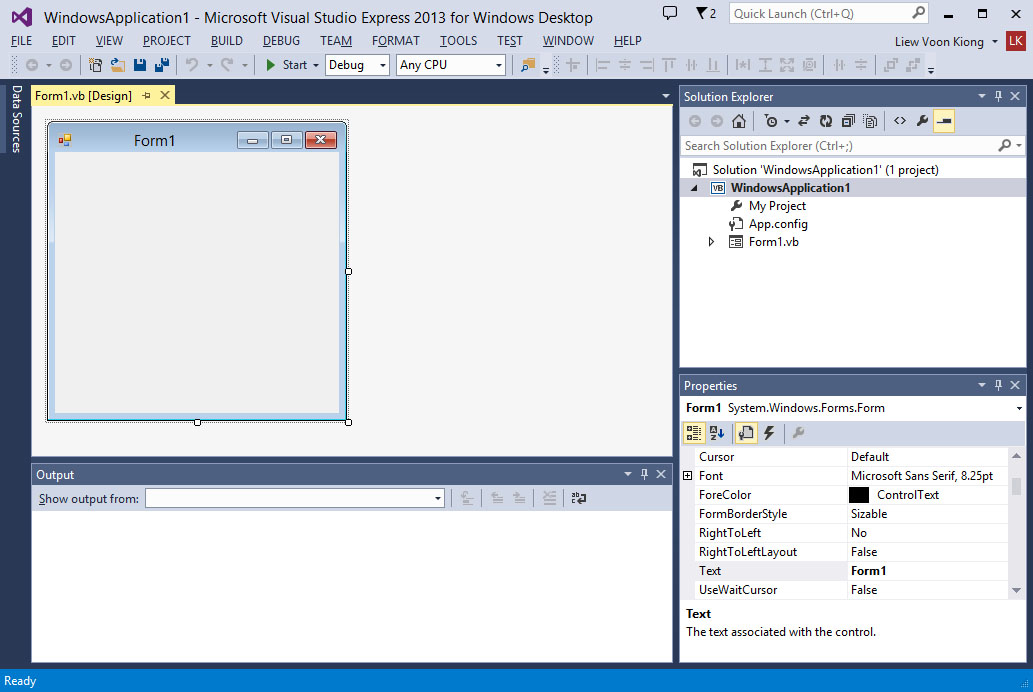 WindowsApplication1 - Microsoft Visual Studio Express 2013 for Windows Desktop
2
Quick Launch (Ctrl+Q)
FILE EDIT VIEW PROJECT BUILD DEBUG TEAM FORMAT TOOLS TEST WINDOW HELP
Liew Voon Kiong
LK
Start
Debug
Any CPU
Data Sources
Form1.vb [Design]
Form1
Solution Explorer
Search Solution Explorer (Ctrl+;)
Solution 'WindowsApplication1' (1 project)
VB WindowsApplication1
My Project
App.config
Form1.vb
Output
Show output from:
Properties
Form1 System.Windows.Forms.Form
Cursor Default
Font Microsoft Sans Serif, 8.25pt
ForeColor ControlText
FormBorderStyle Sizable
RightToLeft No
RightToLeftLayout False
Text Form1
UseWaitCursor False
Text
The text associated with the control.
Ready